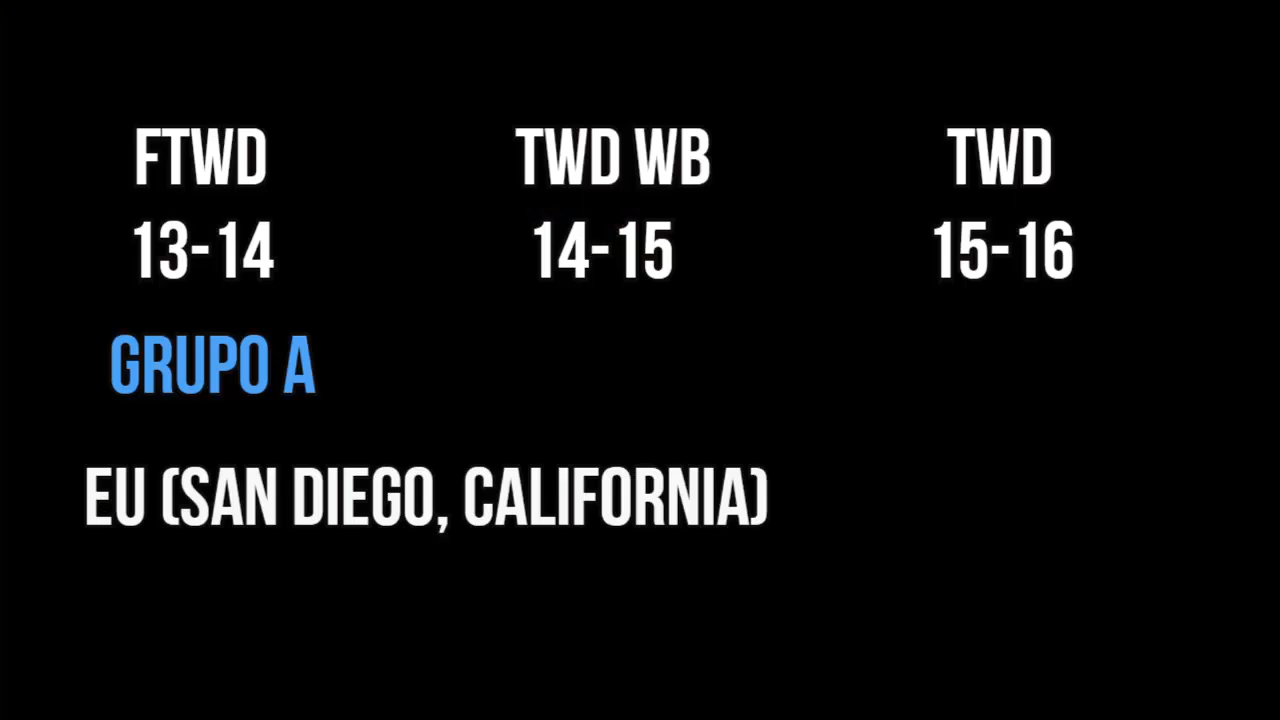 FTWD TWD WB TWD
13-14 14-15 15-16
GRUPO A
EU (SAN DIEGO, CALIFORNIA)